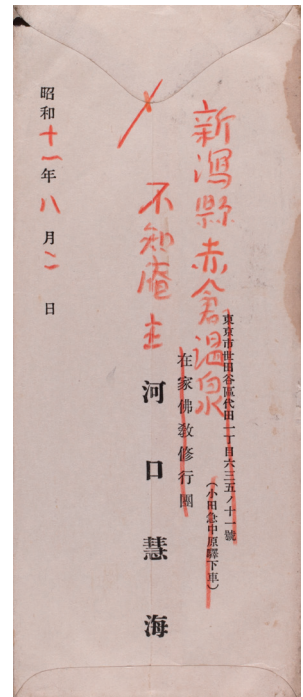 新潟縣赤倉温泉
東京市世田谷區代田二丁目六三五ノ十一號
(小田急中原驛下車)
在家佛敎修行團
不知庵主
河口慧海
〆
昭和十一年八月二日